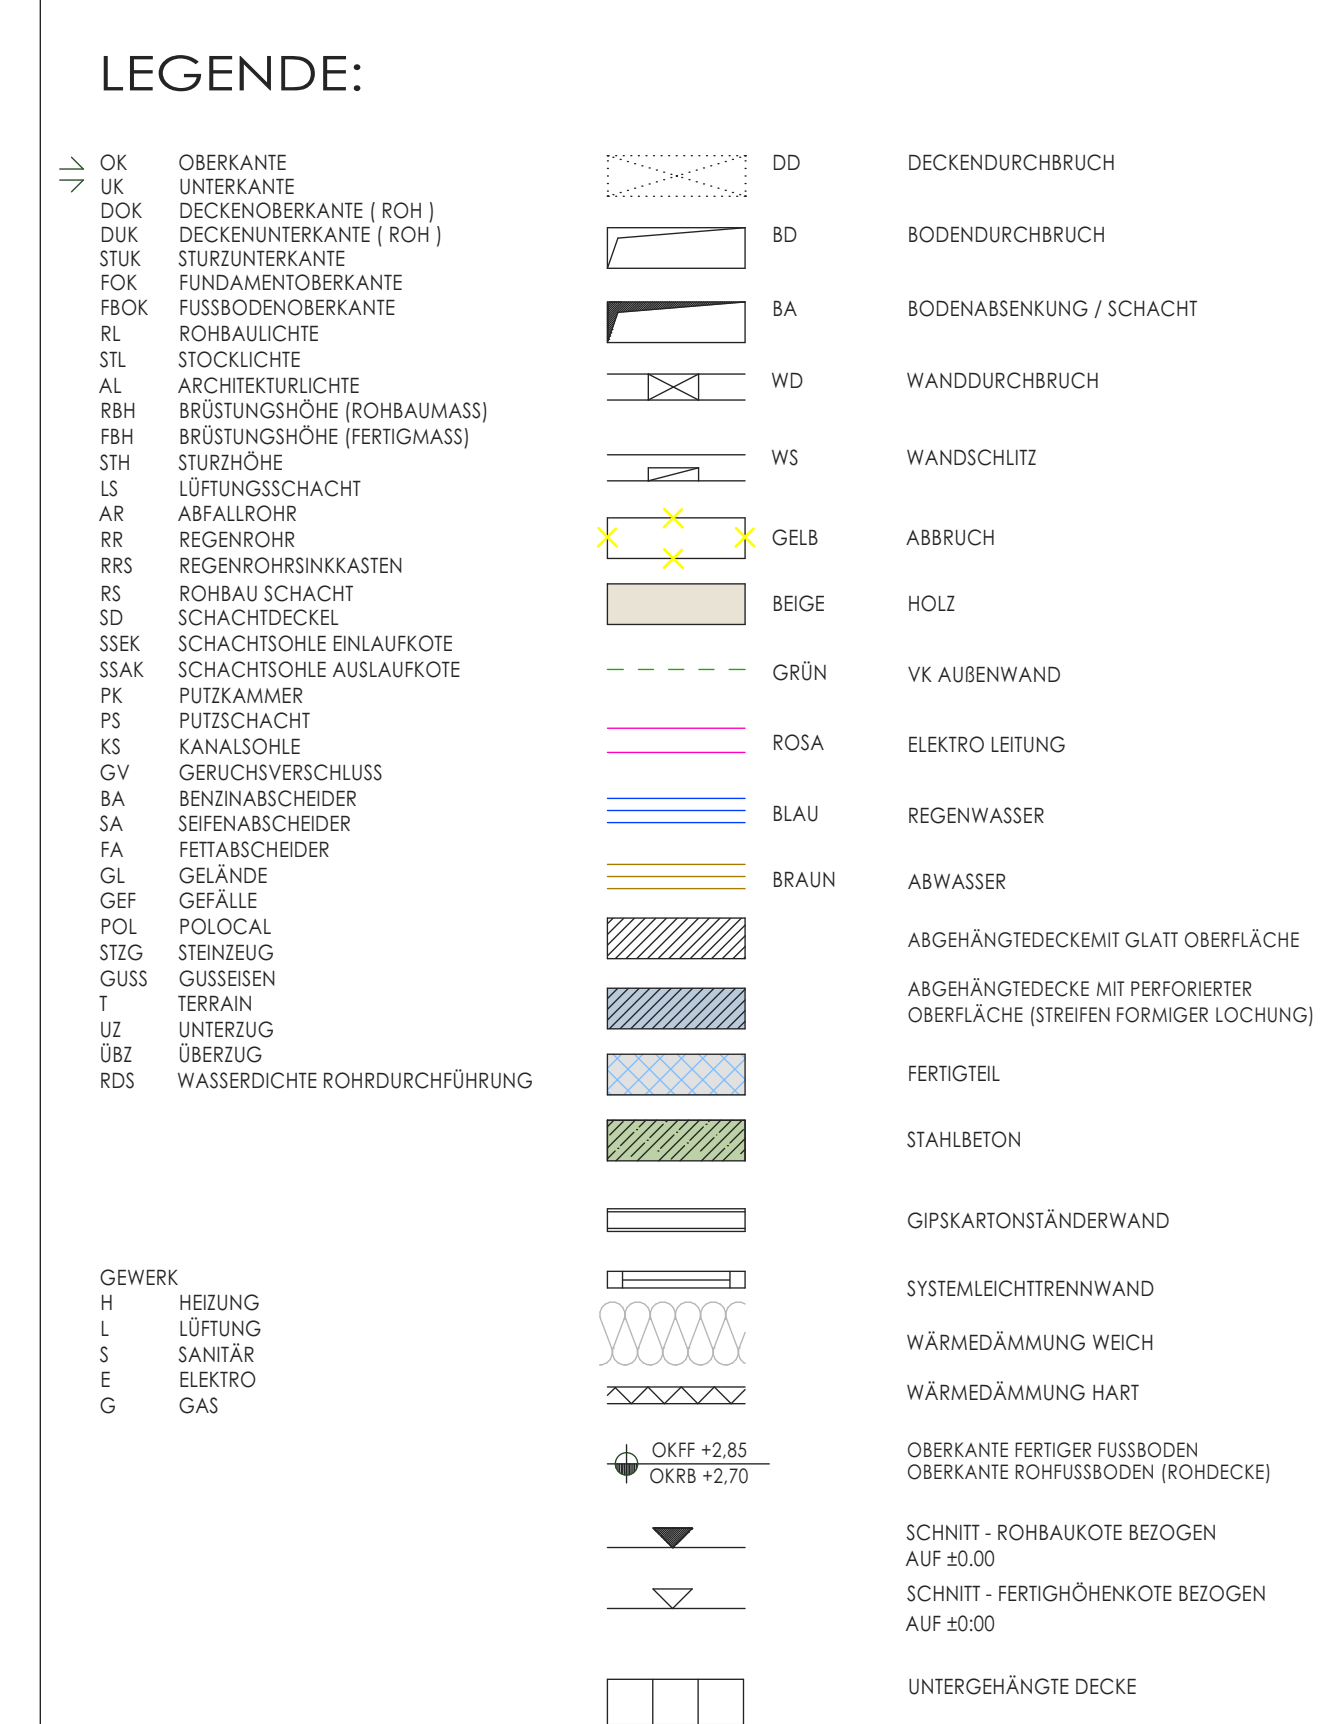 LEGENDE:
OK OBERKANTE
UK UNTERKANTE
DOK DECKENOBERKANTE ( ROH )
DUK DECKENUNTERKANTE ( ROH )
STUK STURZUNTERKANTE
FOK FUNDAMENTOBERKANTE
FBOK FUSSBODENOBERKANTE
RL ROHBAULICHTE
STL STOCKLICHTE
AL ARCHITEKTURLICHTE
RBH BRÜSTUNGSHÖHE (ROHBAUMASS)
FBH BRÜSTUNGSHÖHE (FERTIGMASS)
STH STURZHÖHE
LS LÜFTUNGSSCHACHT
AR ABFALLROHR
RR REGENROHR
RRS REGENROHRSINKKASTEN
RS ROHBAU SCHACHT
SD SCHACHTDECKEL
SSEK SCHACHTSOHLE EINLAUFKOTE
SSAK SCHACHTSOHLE AUSLAUFKOTE
PK PUTZKAMMER
PS PUTZSCHACHT
KS KANALSOHLE
GV GERUCHSVERSCHLUSS
BA BENZINABSCHEIDER
SA SEIFENABSCHEIDER
FA FETTABSCHEIDER
GL GELÄNDE
GEF GEFÄLLE
POL POLOCAL
STZG STEINZEUG
GUSS GUSSEISEN
T TERRAIN
UZ UNTERZUG
ÜBZ ÜBERZUG
RDS WASSERDICHTE ROHRDURCHFÜHRUNG
GEWERK
H HEIZUNG
L LÜFTUNG
S SANITÄR
E ELEKTRO
G GAS
DD DECKENDURCHBRUCH
BD BODENDURCHBRUCH
BA BODENABSENKUNG / SCHACHT
WD WANDDURCHBRUCH
WS WANDSCHLITZ
GELB ABBRUCH
BEIGE HOLZ
GRÜN VK AUßENWAND
ROSA ELEKTRO LEITUNG
BLAU REGENWASSER
BRAUN ABWASSER
ABGEHÄNGTEDECKEMIT GLATT OBERFLÄCHE
ABGEHÄNGTEDECKE MIT PERFORIERTER
OBERFLÄCHE (STREIFEN FORMIGER LOCHUNG)
FERTIGTEIL
STAHLBETON
GIPSKARTONSTÄNDERWAND
SYSTEMLEICHTTRENNWAND
WÄRMEDÄMMUNG WEICH
WÄRMEDÄMMUNG HART
OKFF +2,85 OBERKANTE FERTIGER FUSSBODEN
OKRB +2,70 OBERKANTE ROHFUSSBODEN (ROHDECKE)
SCHNITT - ROHBAUKOTE BEZOGEN
AUF ±0.00
SCHNITT - FERTIGHÖHENKOTE BEZOGEN
AUF ±0:00
UNTERGEHÄNGTE DECKE